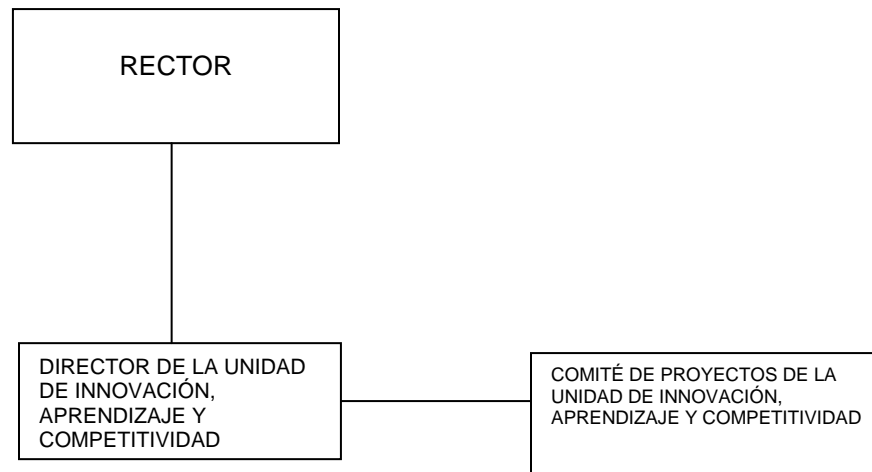 RECTOR
DIRECTOR DE LA UNIDAD
DE INNOVACIÓN,
APRENDIZAJE Y
COMPETITIVIDAD
COMITÉ DE PROYECTOS DE LA
UNIDAD DE INNOVACIÓN,
APRENDIZAJE Y COMPETITIVIDAD